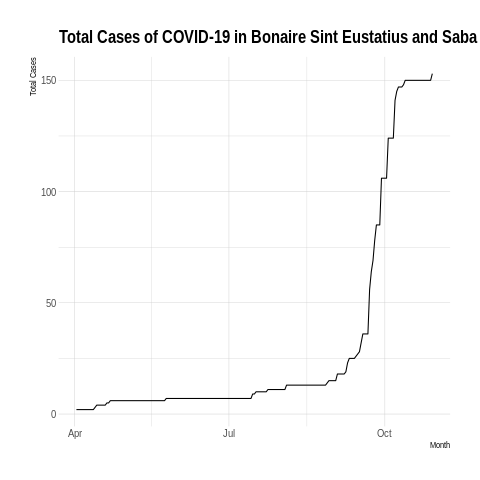 Total Cases of COVID-19 in Bonaire Sint Eustatius and Saba
Total Cases
150
100
50
0
Apr
Jul
Oct
Month